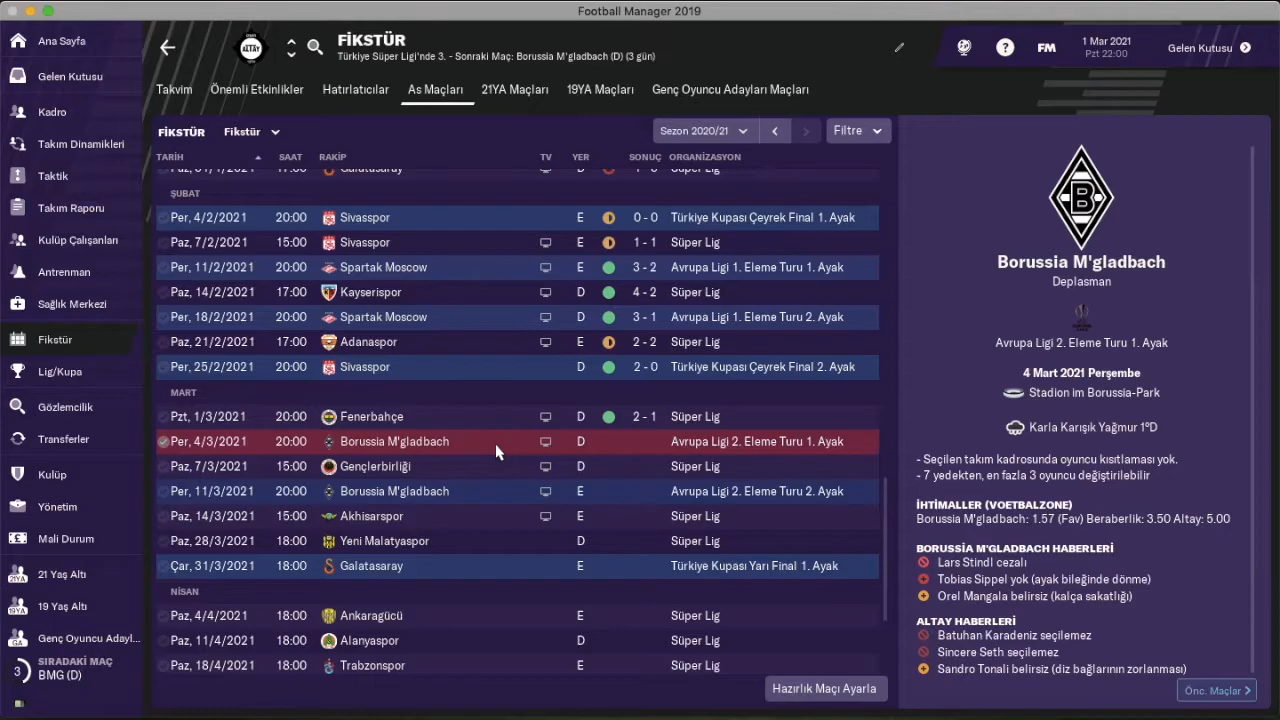 Football Manager 2019
Ana Sayfa
Gelen Kutusu
Kadro
Takım Dinamikleri
Taktik
Takım Raporu
Kulüp Çalışanları
Antrenman
Sağlık Merkezi
Fikstür
Lig/Kupa
Gözlemcilik
Transferler
Kulüp
Yönetim
Mali Durum
21YA 21 Yaş Altı
19YA 19 Yaş Altı
GA Genç Oyuncu Adayl...
3 SIRADAKİ MAÇ
BMG (D)
ALTAY
FİKSTÜR
Türkiye Süper Ligi'nde 3. - Sonraki Maç: Borussia M'gladbach (D) (3 gün)
? FM 1 Mar 2021
Pzt 22:00
Gelen Kutusu
Takvim Önemli Etkinlikler Hatırlatıcılar As Maçları 21YA Maçları 19YA Maçları Genç Oyuncu Adayları Maçları
FİKSTÜR Fikstür Sezon 2020/21 Filtre
TARİH SAAT RAKİP TV YER SONUÇ ORGANİZASYON
Paz, 31/1/2021 17:00 Galatasaray D 1 - 0 Süper Lig
ŞUBAT
Per, 4/2/2021 20:00 Sivasspor E 0 - 0 Türkiye Kupası Çeyrek Final 1. Ayak
Paz, 7/2/2021 15:00 Sivasspor E 1 - 1 Süper Lig
Per, 11/2/2021 20:00 Spartak Moscow E 3 - 2 Avrupa Ligi 1. Eleme Turu 1. Ayak
Paz, 14/2/2021 17:00 Kayserispor D 4 - 2 Süper Lig
Per, 18/2/2021 20:00 Spartak Moscow D 3 - 1 Avrupa Ligi 1. Eleme Turu 2. Ayak
Paz, 21/2/2021 17:00 Adanaspor E 2 - 2 Süper Lig
Per, 25/2/2021 20:00 Sivasspor D 2 - 0 Türkiye Kupası Çeyrek Final 2. Ayak
MART
Pzt, 1/3/2021 20:00 Fenerbahçe D 2 - 1 Süper Lig
Per, 4/3/2021 20:00 Borussia M'gladbach D Avrupa Ligi 2. Eleme Turu 1. Ayak
Paz, 7/3/2021 15:00 Gençlerbirliği D Süper Lig
Per, 11/3/2021 20:00 Borussia M'gladbach E Avrupa Ligi 2. Eleme Turu 2. Ayak
Paz, 14/3/2021 15:00 Akhisarspor E Süper Lig
Paz, 28/3/2021 18:00 Yeni Malatyaspor D Süper Lig
Çar, 31/3/2021 18:00 Galatasaray E Türkiye Kupası Yarı Final 1. Ayak
NİSAN
Paz, 4/4/2021 18:00 Ankaragücü E Süper Lig
Paz, 11/4/2021 18:00 Alanyaspor D Süper Lig
Paz, 18/4/2021 18:00 Trabzonspor E Süper Lig
Hazırlık Maçı Ayarla
B
Borussia M'gladbach
Deplasman
Avrupa Ligi 2. Eleme Turu 1. Ayak
4 Mart 2021 Perşembe
Stadion im Borussia-Park
Karla Karışık Yağmur 1°D
- Seçilen takım kadrosunda oyuncu kısıtlaması yok.
- 7 yedekten, en fazla 3 oyuncu değiştirilebilir
İHTİMALLER (VOETBALZONE)
Borussia M'gladbach: 1.57 (Fav) Beraberlik: 3.50 Altay: 5.00
BORUSSİA M'GLADBACH HABERLERİ
Lars Stindl cezalı
Tobias Sippel yok (ayak bileğinde dönme)
Orel Mangala belirsiz (kalça sakatlığı)
ALTAY HABERLERİ
Batuhan Karadeniz seçilemez
Sincere Seth seçilemez
Sandro Tonali belirsiz (diz bağlarının zorlanması)
Önc. Maçlar